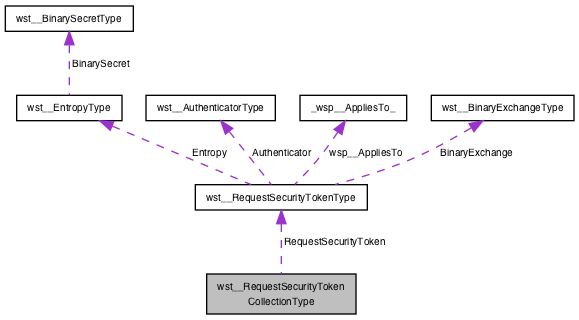 wst__BinarySecretType
BinarySecret
wst__EntropyType
wst__AuthenticatorType
_wsp__AppliesTo_
wst__BinaryExchangeType
Entropy
Authenticator
wsp__AppliesTo
BinaryExchange
wst__RequestSecurityTokenType
RequestSecurityToken
wst__RequestSecurityToken
CollectionType